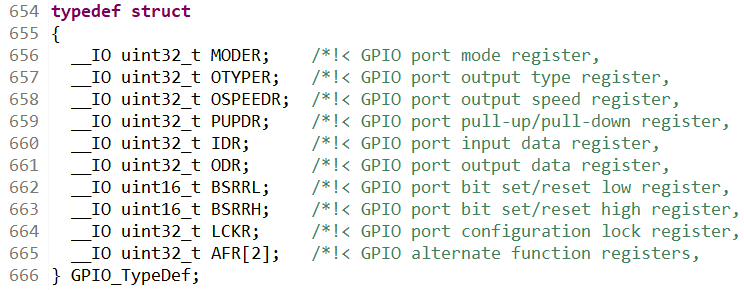 654 typedef struct
655 {
656   __IO uint32_t MODER;    /*!< GPIO port mode register,
657   __IO uint32_t OTYPER;   /*!< GPIO port output type register,
658   __IO uint32_t OSPEEDR;  /*!< GPIO port output speed register,
659   __IO uint32_t PUPDR;    /*!< GPIO port pull-up/pull-down register,
660   __IO uint32_t IDR;      /*!< GPIO port input data register,
661   __IO uint32_t ODR;      /*!< GPIO port output data register,
662   __IO uint16_t BSRRL;    /*!< GPIO port bit set/reset low register,
663   __IO uint16_t BSRRH;    /*!< GPIO port bit set/reset high register,
664   __IO uint32_t LCKR;     /*!< GPIO port configuration lock register,
665   __IO uint32_t AFR[2];   /*!< GPIO alternate function registers,
666 } GPIO_TypeDef;